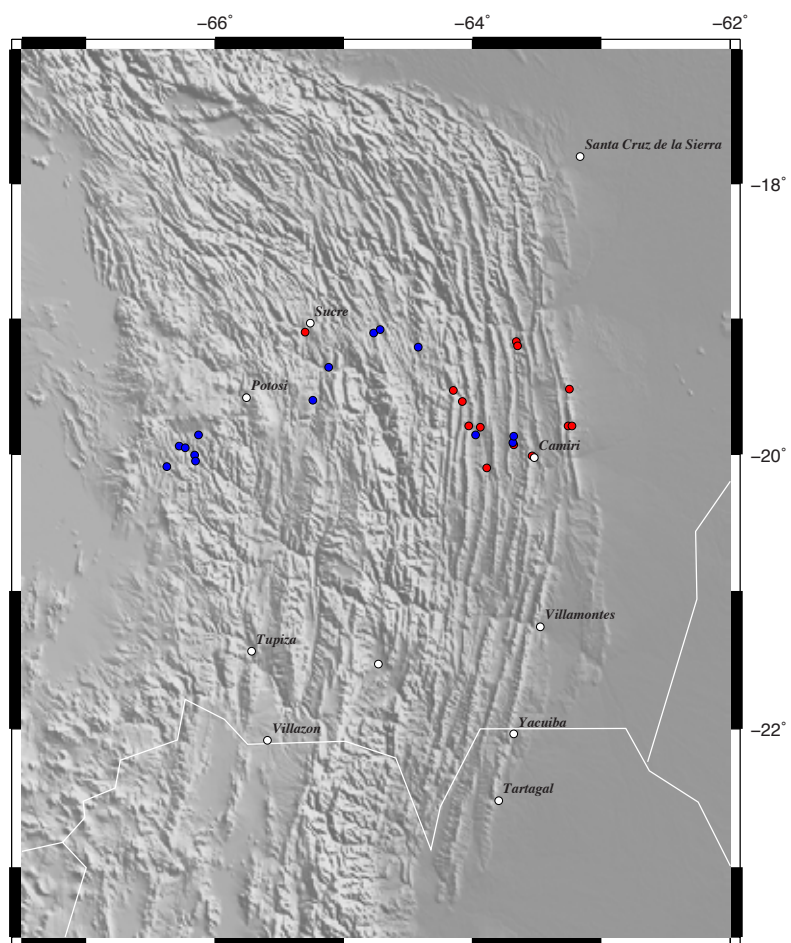 −66° −64° −62°
Santa Cruz de la Sierra
−18°
Sucre
Potosi
Camiri
−20°
Villamontes
Tupiza
Yacuiba
Villazon
−22°
Tartagal